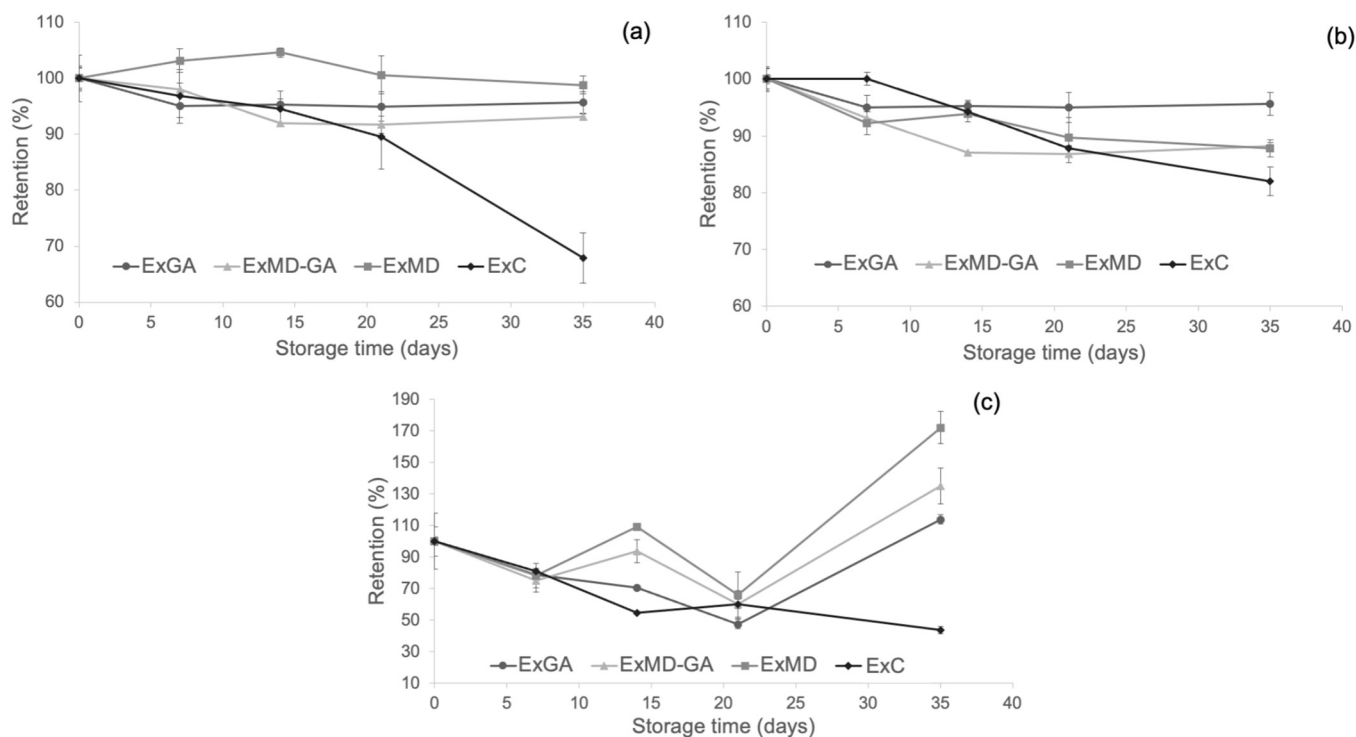 (a)
110
100
90
80
70
60
Retention (%)
ExGA ExMD-GA ExMD ExC
0 5 10 15 20 25 30 35 40
Storage time (days)
(b)
110
100
90
80
70
60
Retention (%)
ExGA ExMD-GA ExMD ExC
0 5 10 15 20 25 30 35 40
Storage time (days)
(c)
190
170
150
130
110
90
70
50
30
10
Retention (%)
ExGA ExMD-GA ExMD ExC
0 5 10 15 20 25 30 35 40
Storage time (days)